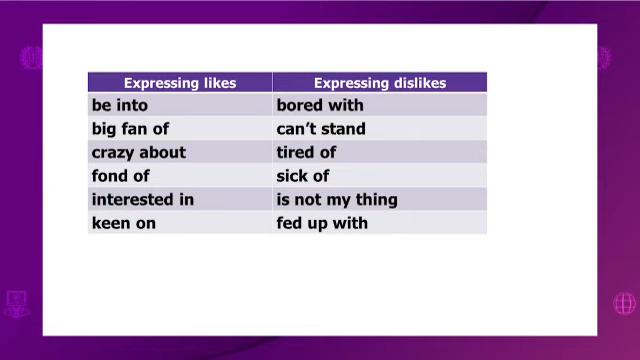 Expressing likes Expressing dislikes
be into bored with
big fan of can't stand
crazy about tired of
fond of sick of
interested in is not my thing
keen on fed up with